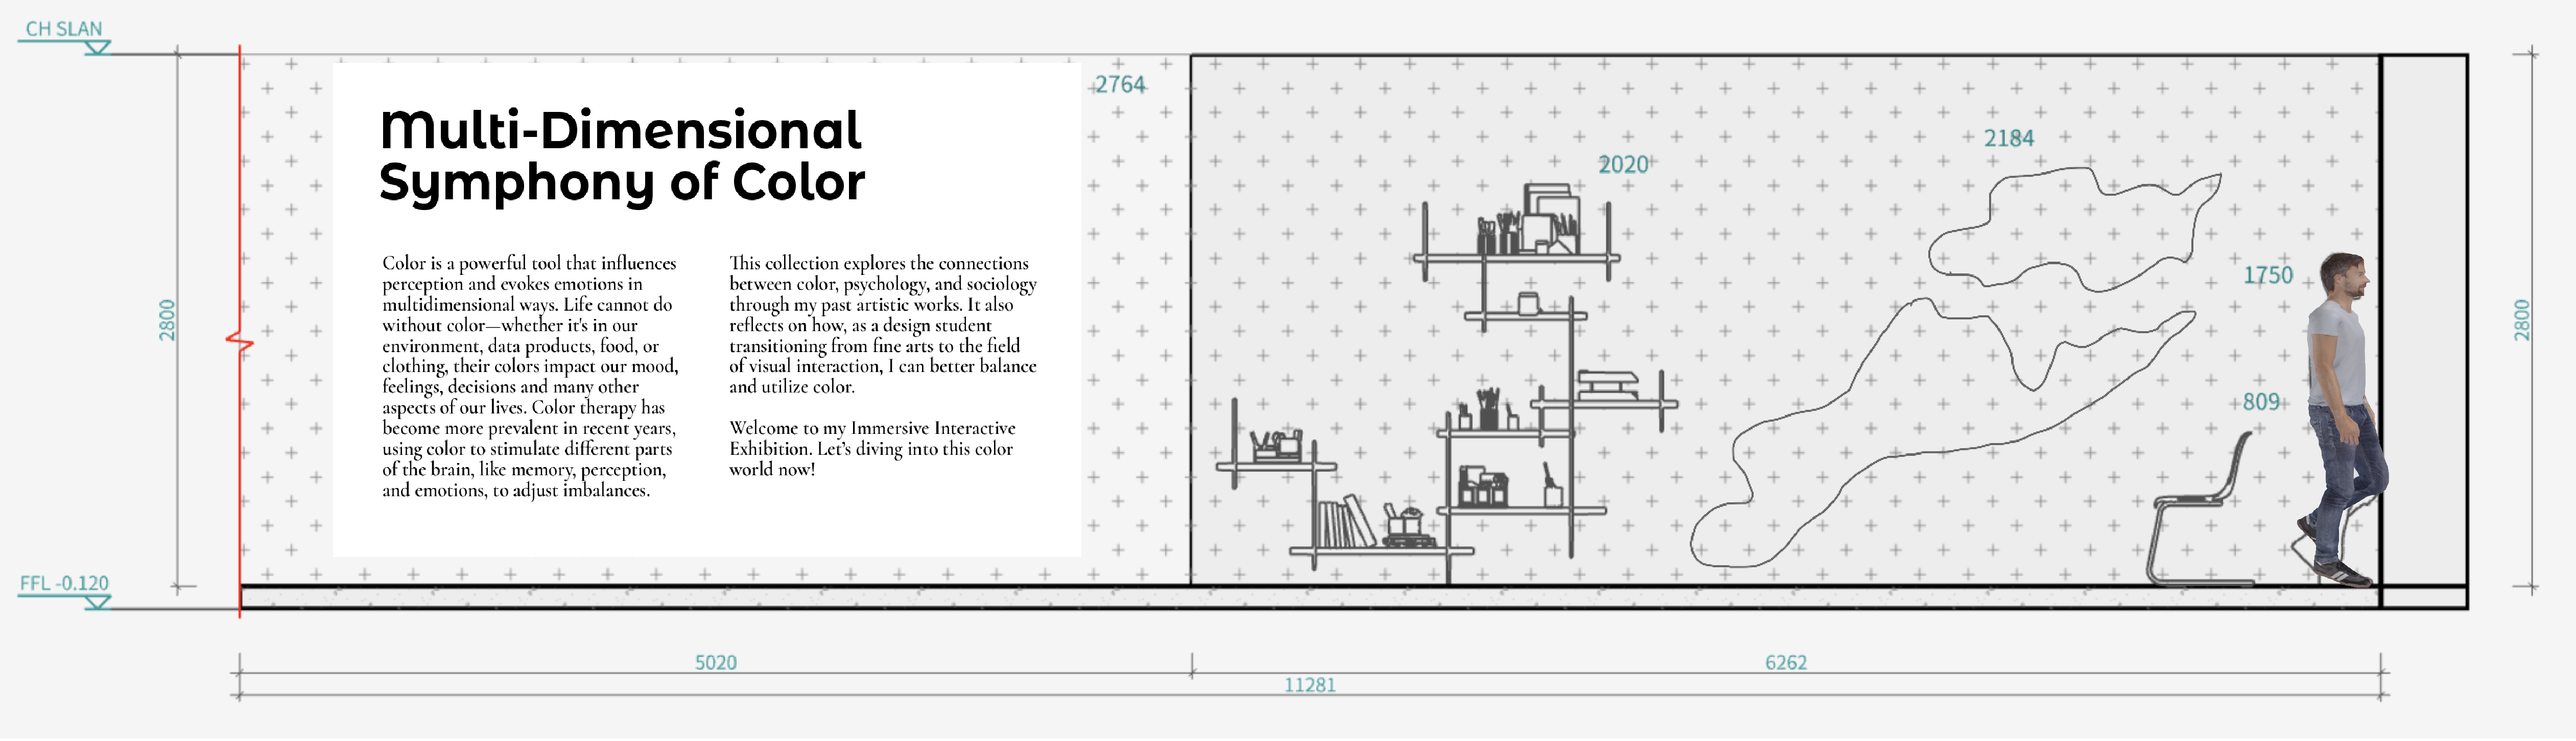 CH SLAN
2764
Multi-Dimensional
Symphony of Color
2184
2020
Color is a powerful tool that influences
perception and evokes emotions in
multidimensional ways. Life cannot do
without color—whether it's in our
environment, data products, food, or
clothing, their colors impact our mood,
feelings, decisions and many other
aspects of our lives. Color therapy has
become more prevalent in recent years,
using color to stimulate different parts
of the brain, like memory, perception,
and emotions, to adjust imbalances.
This collection explores the connections
between color, psychology, and sociology
through my past artistic works. It also
reflects on how, as a design student
transitioning from fine arts to the field
of visual interaction, I can better balance
and utilize color.
Welcome to my Immersive Interactive
Exhibition. Let's diving into this color
world now!
1750
809
2800
2800
FFL -0.120
5020
6262
11281